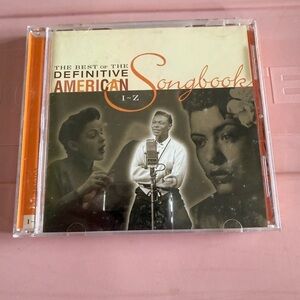 THE BEST OF THE
DEFINITIVE
AMERICAN
Songbook
I-Z